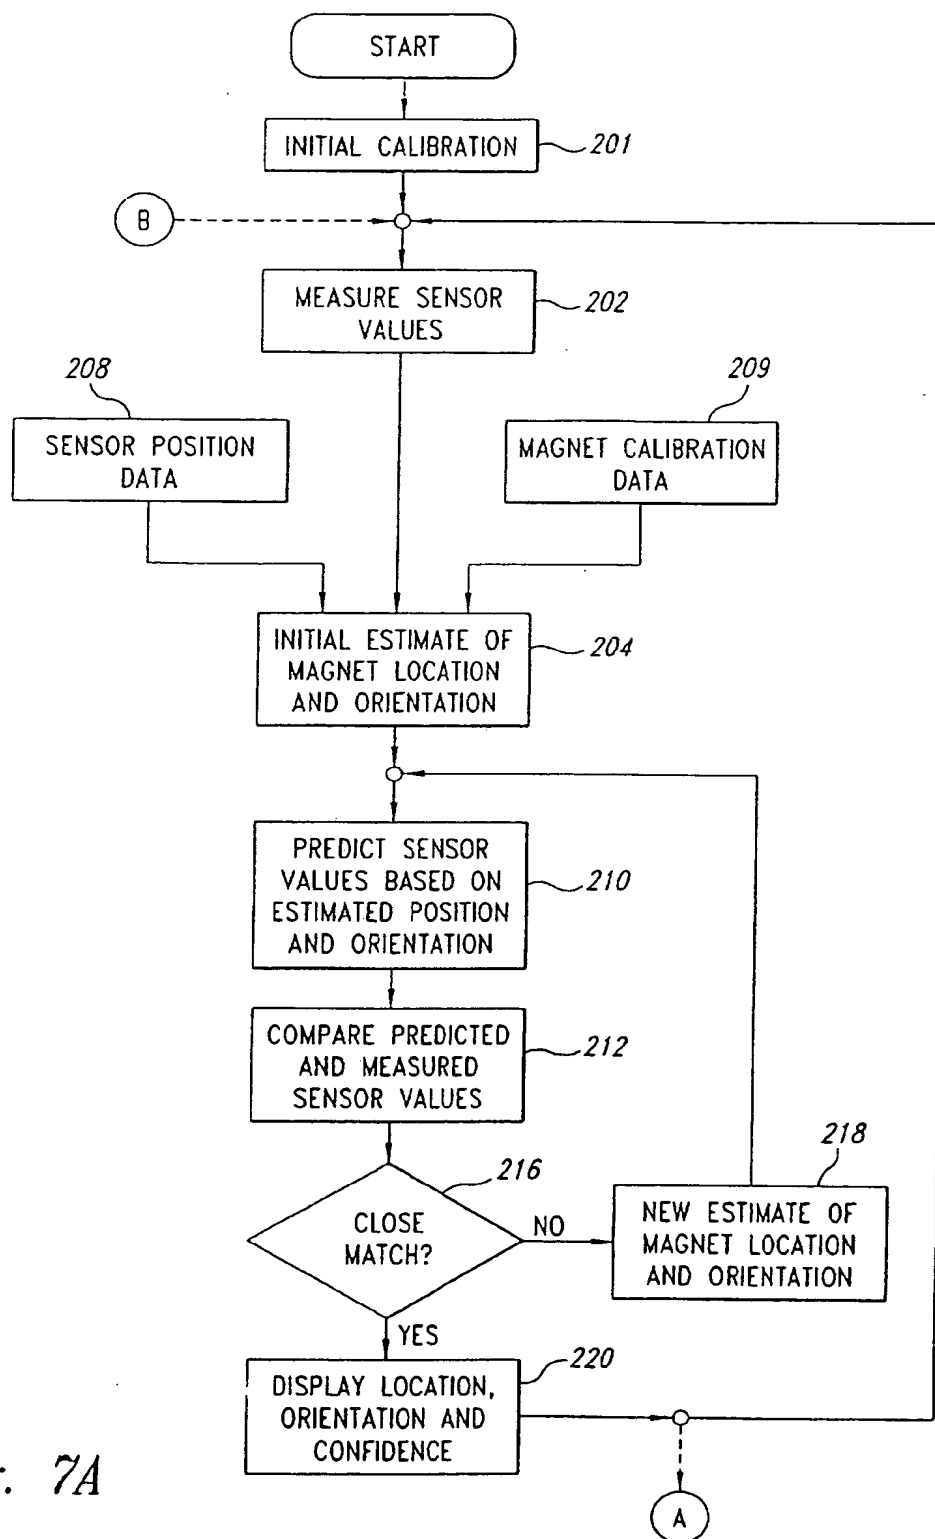 START
INITIAL CALIBRATION
201
B
MEASURE SENSOR
VALUES
202
208
209
SENSOR POSITION
DATA
MAGNET CALIBRATION
DATA
INITIAL ESTIMATE OF
MAGNET LOCATION
AND ORIENTATION
204
PREDICT SENSOR
VALUES BASED ON
ESTIMATED POSITION
AND ORIENTATION
210
COMPARE PREDICTED
AND MEASURED
SENSOR VALUES
212
216
218
CLOSE
MATCH?
NO
NEW ESTIMATE OF
MAGNET LOCATION
AND ORIENTATION
YES
220
DISPLAY LOCATION,
ORIENTATION AND
CONFIDENCE
7A
A